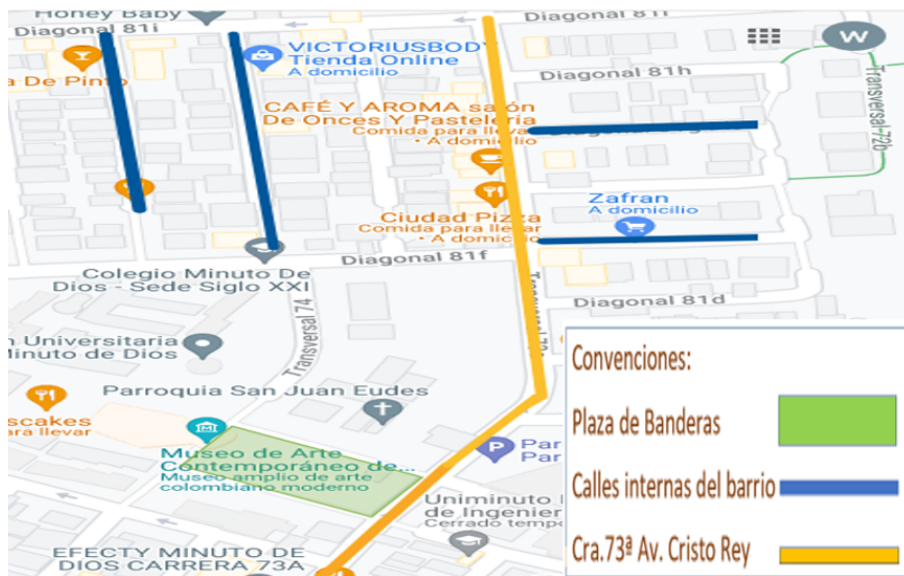 Honey Baby
Diagonal 81i
Diagonal 81i
W
VICTORIUSBODY
Tienda Online
A domicilio
a De Pinto
Diagonal 81h
Transversal 72b
CAFÉ Y AROMA salón
De Onces Y Pastelería
Comida para llevar
• A domicilio
Zafran
A domicilio
Ciudad Pizza
Comida para llevar
• A domicilio
Diagonal 81f
Colegio Minuto De
Dios - Sede Siglo XXI
Diagonal 81d
Transversal 74
n Universitaria
Minuto de Dios
Parroquia San Juan Eudes
scakes
ara llevar
Museo de Arte
Contemporáneo de...
Museo amplio de arte
colombiano moderno
P
Par
Par
Uniminuto
de Ingenier
Cerrado tempo
EFECTY MINUTO DE
DIOS CARRERA 73A
Convenciones:
Plaza de Banderas
Calles internas del barrio
Cra.73ª Av. Cristo Rey